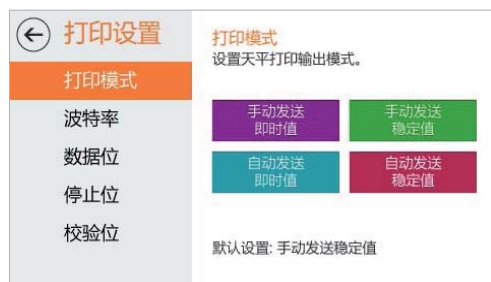 打印设置
打印模式
波特率
数据位
停止位
校验位
打印模式
设置天平打印输出模式。
手动发送
即时值
手动发送
稳定值
自动发送
即时值
自动发送
稳定值
默认设置: 手动发送稳定值